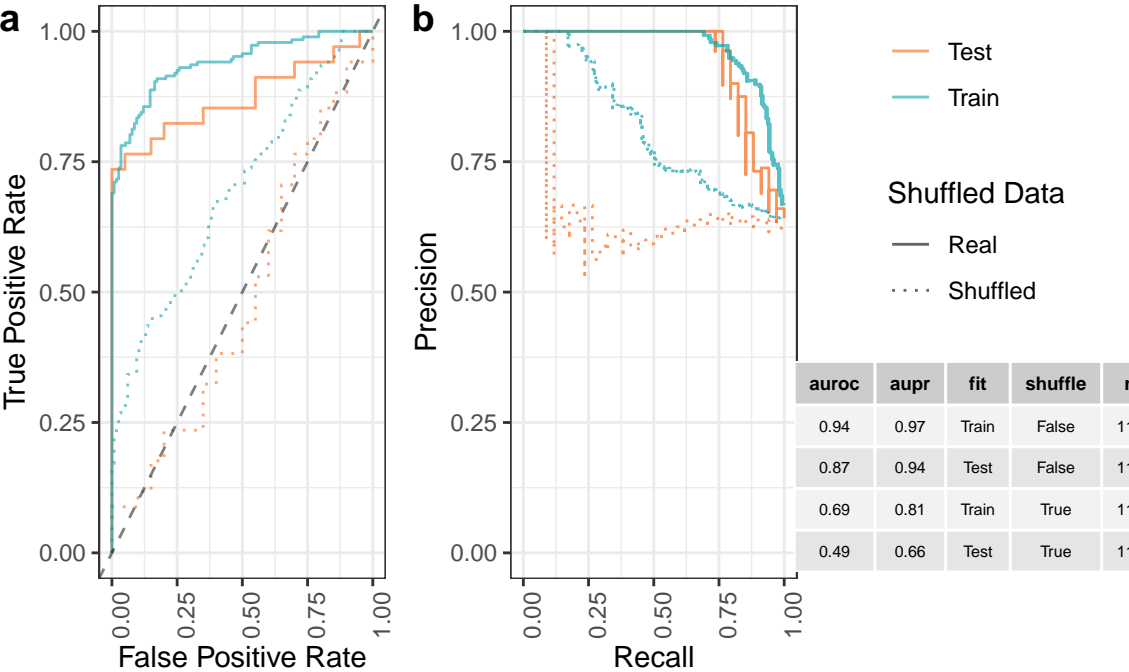 a
b
1.00
0.75
0.50
0.25
0.00
True Positive Rate
0.00
0.25
0.50
0.75
1.00
False Positive Rate
1.00
0.75
0.50
0.25
0.00
Precision
0.00
0.25
0.50
0.75
1.00
Recall
Test
Train
Shuffled Data
Real
Shuffled
auroc aupr fit shuffle
0.94 0.97 Train False 11
0.87 0.94 Test False 11
0.69 0.81 Train True 11
0.49 0.66 Test True 11